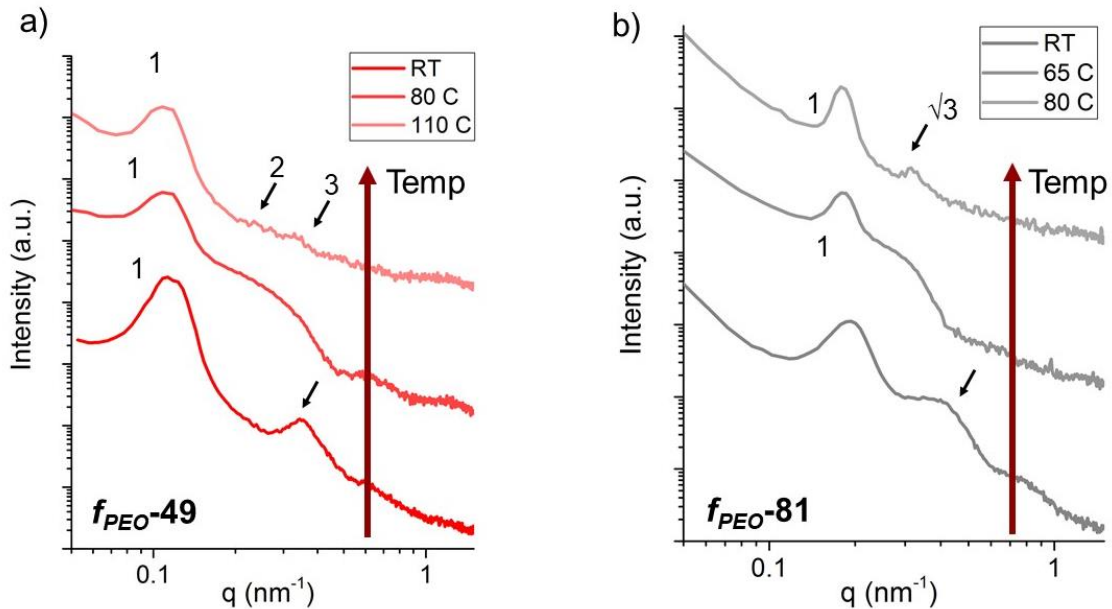 a)
1
RT
80 C
110 C
1
2
3
Temp
1
Intensity (a.u.)
f_PEO-49
0.1
1
q (nm⁻¹)
b)
RT
65 C
80 C
1
√3
Temp
1
Intensity (a.u.)
f_PEO-81
0.1
1
q (nm⁻¹)